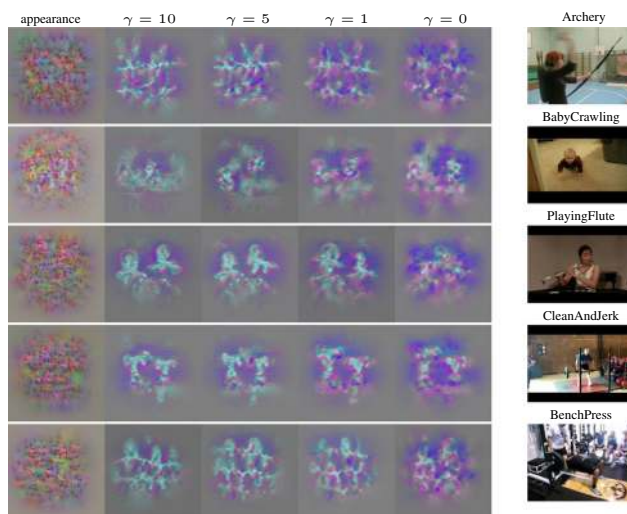 appearance γ = 10 γ = 5 γ = 1 γ = 0
Archery
BabyCrawling
PlayingFlute
CleanAndJerk
BenchPress